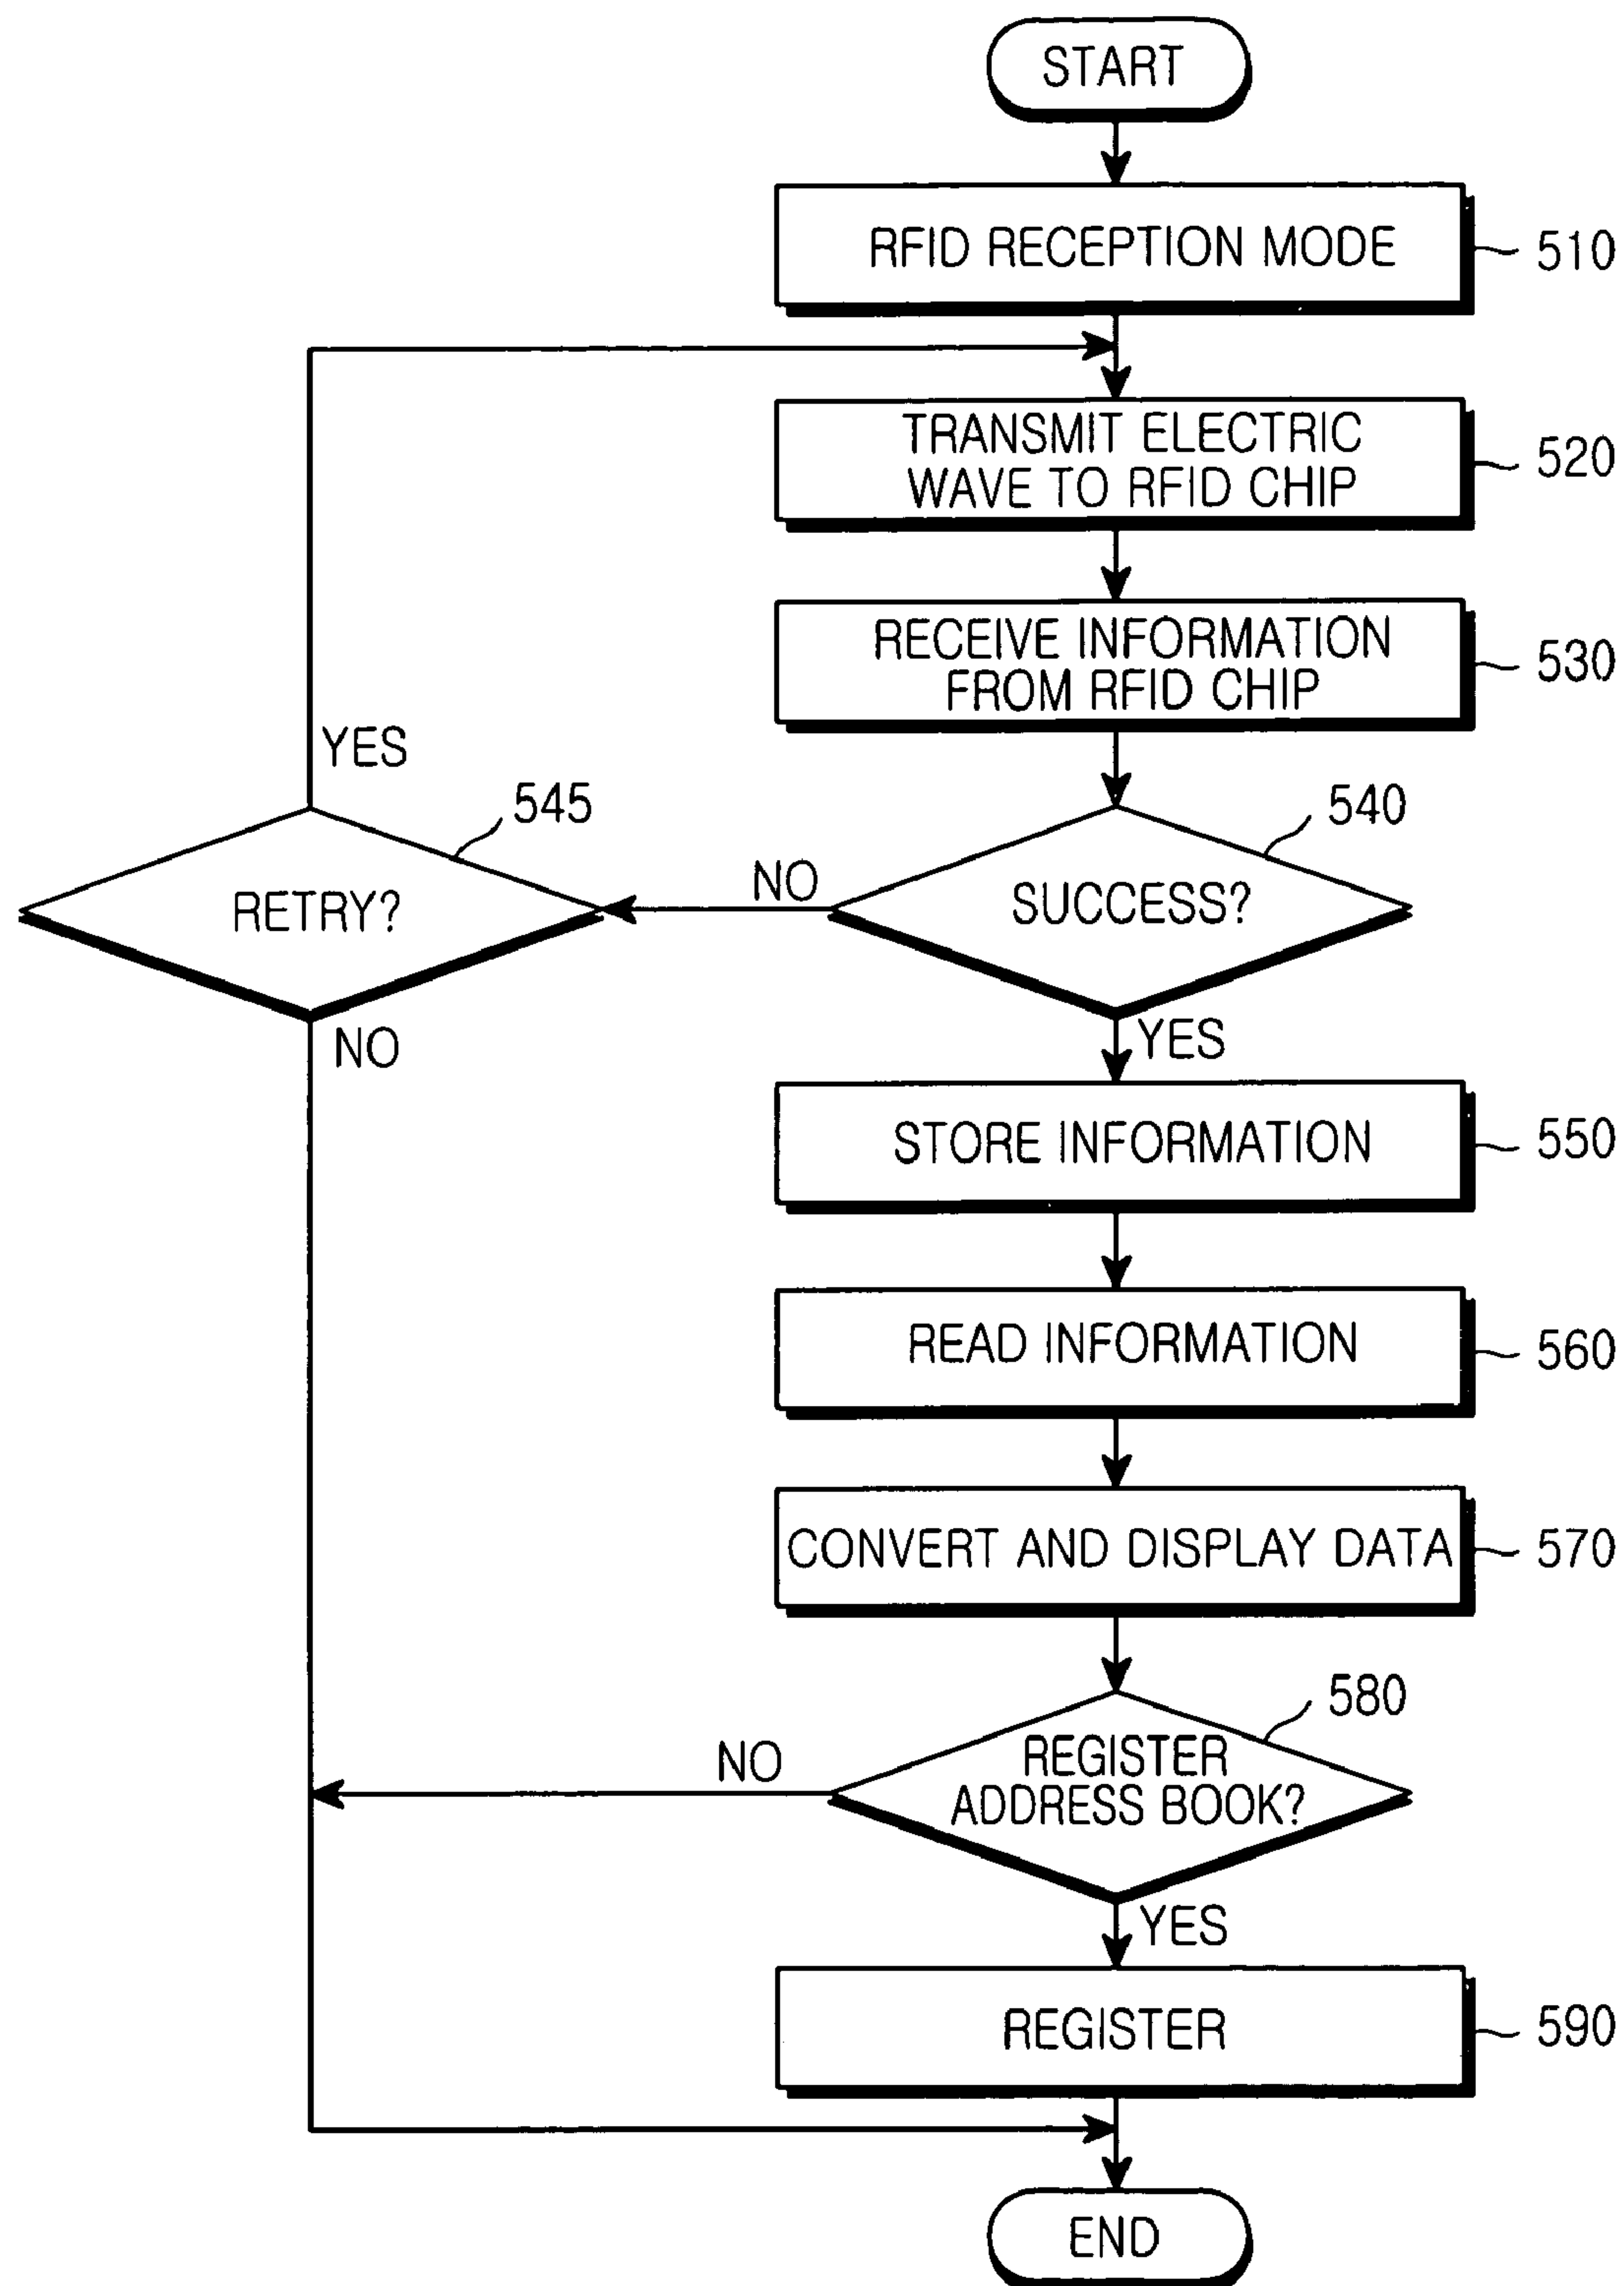 START
RFID RECEPTION MODE
510
TRANSMIT ELECTRIC
WAVE TO RFID CHIP
520
RECEIVE INFORMATION
FROM RFID CHIP
530
YES
545
540
RETRY?
NO
SUCCESS?
NO
YES
STORE INFORMATION
550
READ INFORMATION
560
CONVERT AND DISPLAY DATA
570
580
NO
REGISTER
ADDRESS BOOK?
YES
REGISTER
590
END